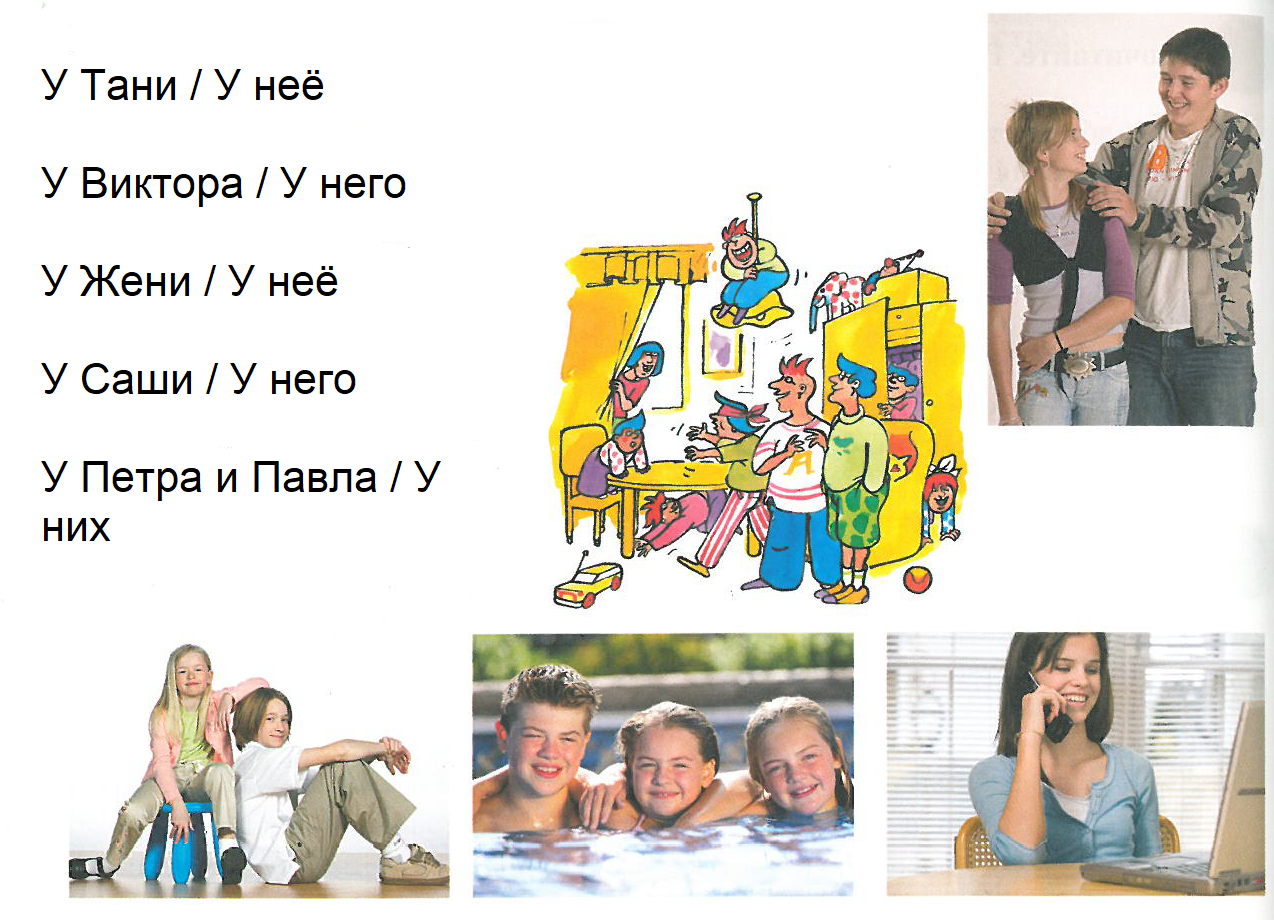 У Тани / У неё
У Виктора / У него
У Жени / У неё
У Саши / У него
У Петра и Павла / У
них
A